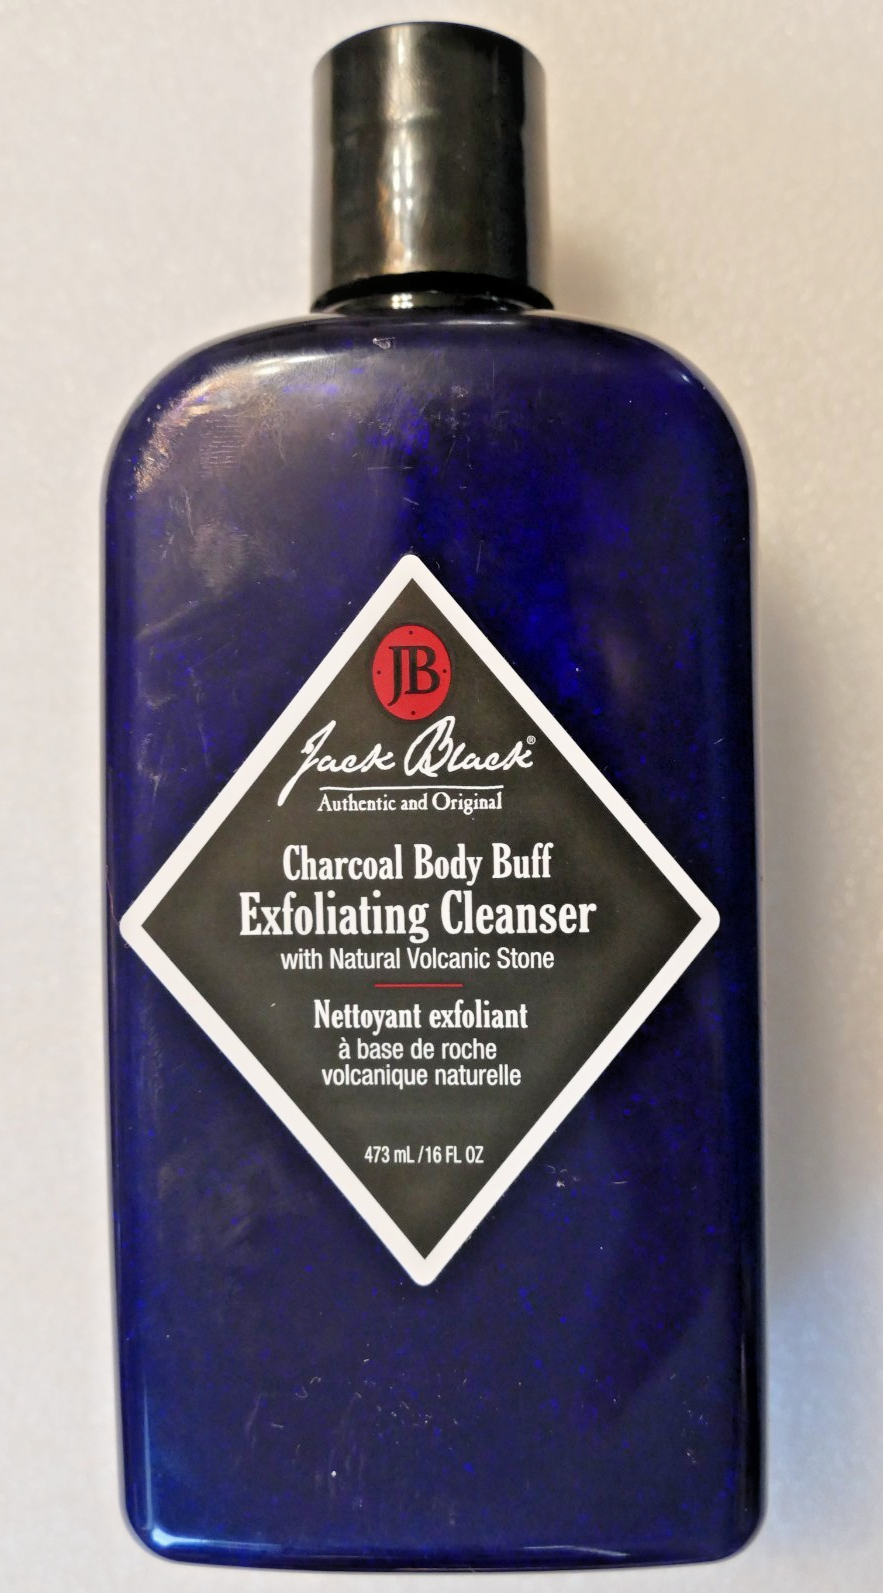 JB
Jack Black®
Authentic and Original
Charcoal Body Buff
Exfoliating Cleanser
with Natural Volcanic Stone
Nettoyant exfoliant
à base de roche
volcanique naturelle
473 mL/16 FL OZ